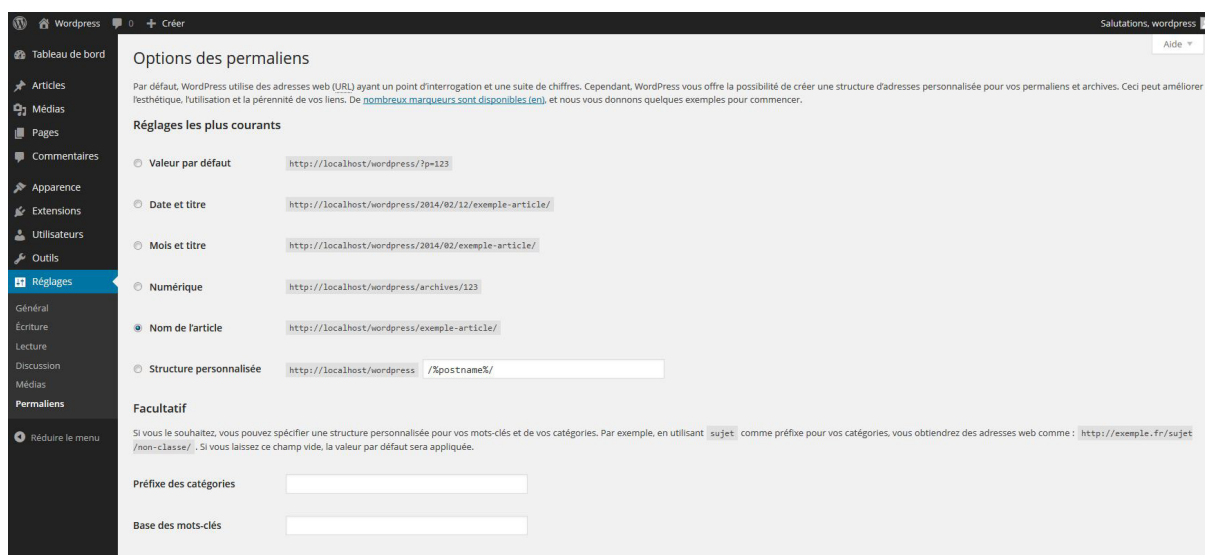 Wordpress 0 + Créer Salutations, wordpress
Aide
Tableau de bord
Articles
Médias
Pages
Commentaires
Apparence
Extensions
Utilisateurs
Outils
Réglages
Général
Écriture
Lecture
Discussion
Médias
Permaliens
Réduire le menu
Options des permaliens
Par défaut, WordPress utilise des adresses web (URL) ayant un point d'interrogation et une suite de chiffres. Cependant, WordPress vous offre la possibilité de créer une structure d'adresses personnalisée pour vos permaliens et archives. Ceci peut améliorer
l'esthétique, l'utilisation et la pérennité de vos liens. De nombreux marqueurs sont disponibles (en), et nous vous donnons quelques exemples pour commencer.
Réglages les plus courants
Valeur par défaut http://localhost/wordpress/?p=123
Date et titre http://localhost/wordpress/2014/02/12/exemple-article/
Mois et titre http://localhost/wordpress/2014/02/exemple-article/
Numérique http://localhost/wordpress/archives/123
Nom de l'article http://localhost/wordpress/exemple-article/
Structure personnalisée http://localhost/wordpress /%postname%/
Facultatif
Si vous le souhaitez, vous pouvez spécifier une structure personnalisée pour vos mots-clés et de vos catégories. Par exemple, en utilisant sujet comme préfixe pour vos catégories, vous obtiendrez des adresses web comme : http://exemple.fr/sujet
/non-classe/ . Si vous laissez ce champ vide, la valeur par défaut sera appliquée.
Préfixe des catégories
Base des mots-clés